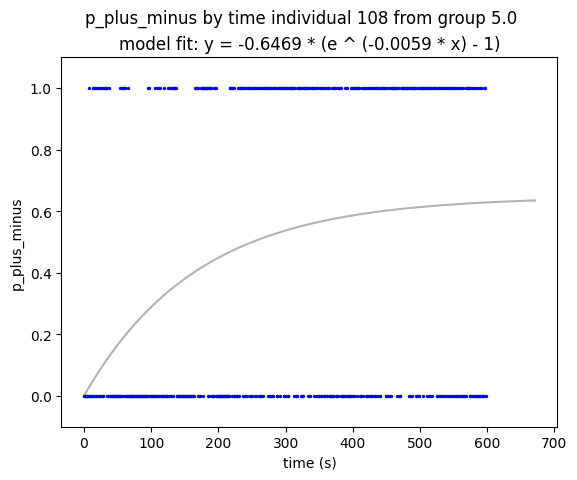 p_plus_minus by time individual 108 from group 5.0
model fit: y = -0.6469 * (e ^ (-0.0059 * x) - 1)
1.0
0.8
0.6
0.4
0.2
0.0
p_plus_minus
0 100 200 300 400 500 600 700
time (s)